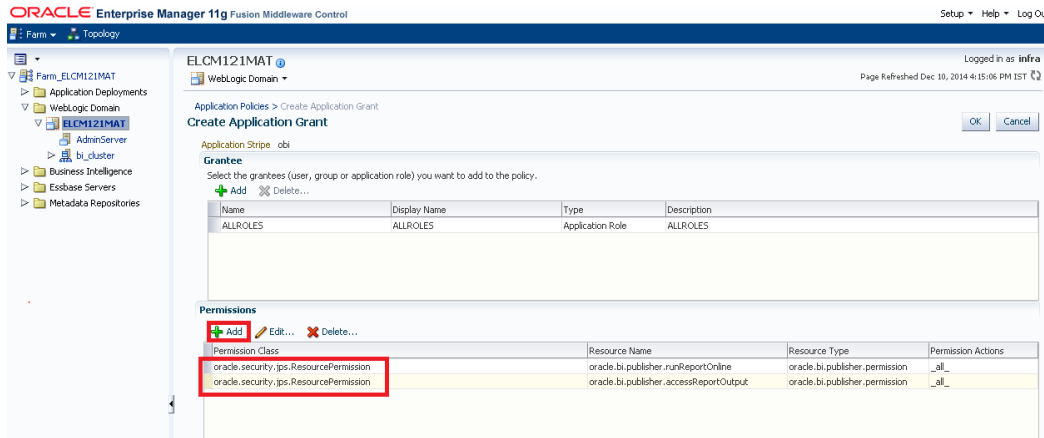 ORACLE Enterprise Manager 11g Fusion Middleware Control
Setup Help Log Ou
Farm Topology
ELCM121MAT
Logged in as infra
WebLogic Domain
Page Refreshed Dec 10, 2014 4:15:06 PM IST
Farm_ELCM121MAT
Application Deployments
WebLogic Domain
ELCM121MAT
AdminServer
bi_cluster
Business Intelligence
Essbase Servers
Metadata Repositories
Application Policies > Create Application Grant
Create Application Grant
OK Cancel
Application Stripe obi
Grantee
Select the grantees (user, group or application role) you want to add to the policy.
Add Delete...
Name Display Name Type Description
ALLROLES ALLROLES Application Role ALLROLES
Permissions
Add Edit... Delete...
Permission Class Resource Name Resource Type Permission Actions
oracle.security.jps.ResourcePermission oracle.bi.publisher.runReportOnline oracle.bi.publisher.permission _all_
oracle.security.jps.ResourcePermission oracle.bi.publisher.accessReportOutput oracle.bi.publisher.permission _all_